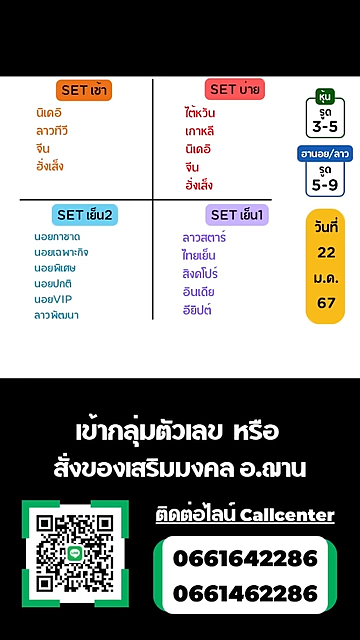 SET เช้า
นิเคอิ
ลาวทีวี
จีน
ฮั่งเส็ง
SET บ่าย
ไต้หวัน
เกาหลี
นิเคอิ
จีน
ฮั่งเส็ง
หุ้น
รูด
3-5
ฮานอย/ลาว
รูด
5-9
SET เย็น2
นอยกาชาด
นอยเฉพาะกิจ
นอยพิเศษ
นอยปกติ
นอยVIP
ลาวพัฒนา
SET เย็น1
ลาวสตาร์
ไทยเย็น
สิงคโปร์
อินเดีย
อียิปต์
วันที่
22
ม.ค.
67
เข้ากลุ่มตัวเลข หรือ
สั่งของเสริมมงคล อ.ฌาน
ติดต่อไลน์ Callcenter
0661642286
0661462286